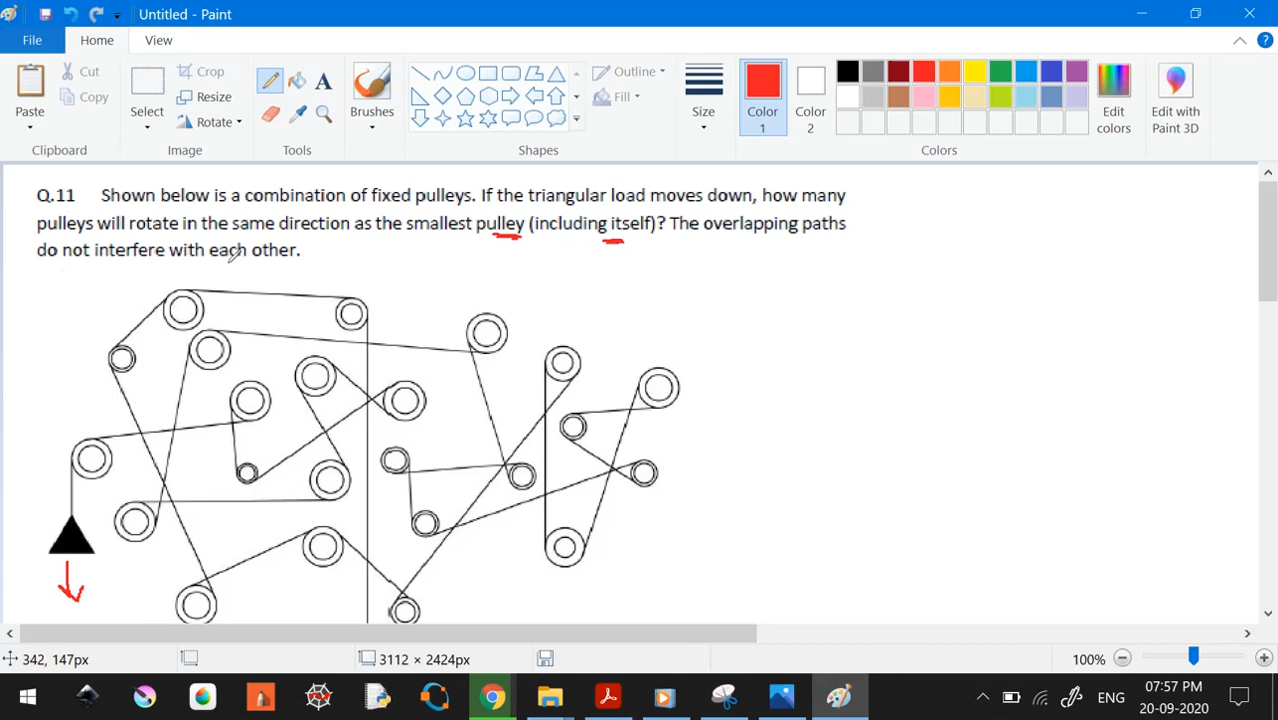 Untitled - Paint
File
Home
View
Paste
Cut
Copy
Clipboard
Select
Crop
Resize
Rotate
Image
A
Tools
Brushes
Outline
Fill
Shapes
Size
Color
1
Color
2
Edit
colors
Colors
Edit with
Paint 3D
Q.11 Shown below is a combination of fixed pulleys. If the triangular load moves down, how many
pulleys will rotate in the same direction as the smallest pulley (including itself)? The overlapping paths
do not interfere with each other.
342, 147px
3112 × 2424px
100%
ENG
07:57 PM
20-09-2020